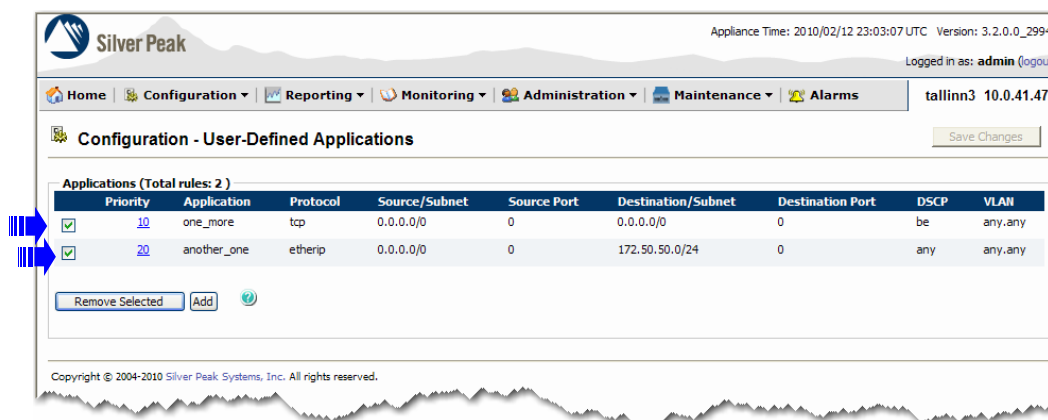 Silver Peak
Appliance Time: 2010/02/12 23:03:07 UTC Version: 3.2.0.0_2994
Logged in as: admin (logou
Home Configuration Reporting Monitoring Administration Maintenance Alarms tallinn3 10.0.41.47
Configuration - User-Defined Applications
Save Changes
Applications (Total rules: 2 )
Priority Application Protocol Source/Subnet Source Port Destination/Subnet Destination Port DSCP VLAN
10 one_more tcp 0.0.0.0/0 0 0.0.0.0/0 0 be any.any
20 another_one etherip 0.0.0.0/0 0 172.50.50.0/24 0 any any.any
Remove Selected Add ?
Copyright © 2004-2010 Silver Peak Systems, Inc. All rights reserved.